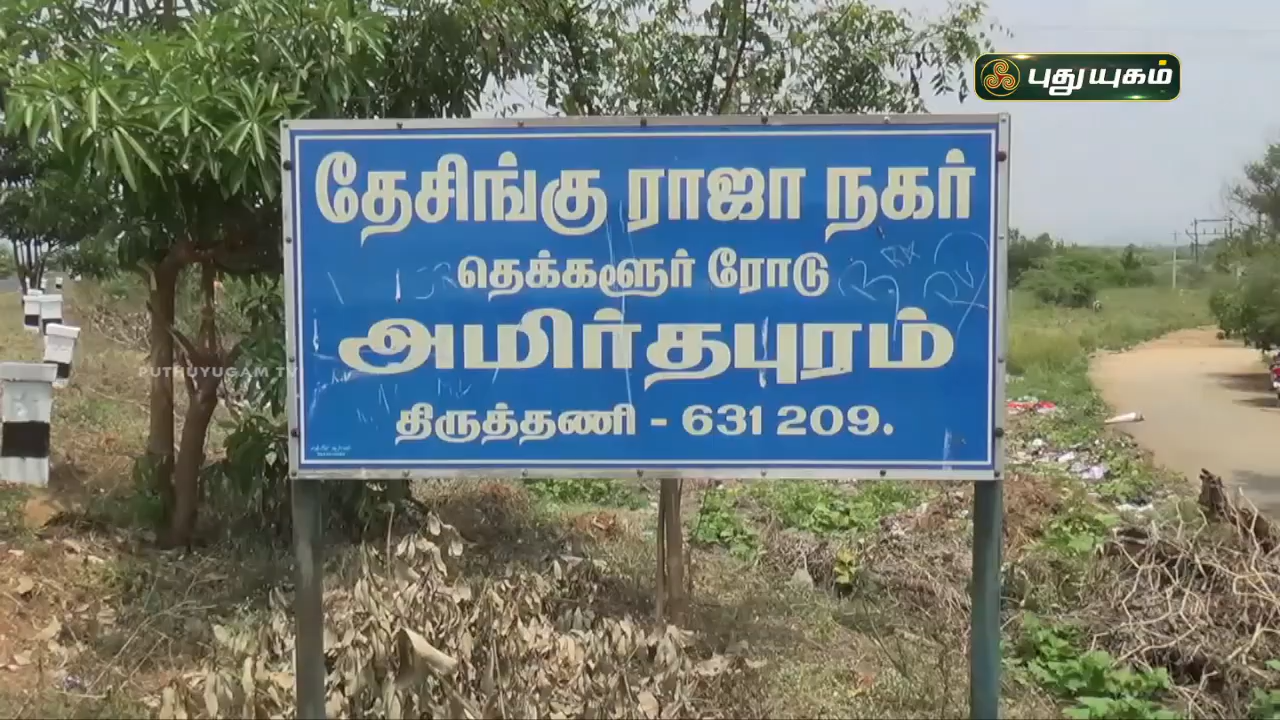 புதுயுகம்
தேசிங்கு ராஜா நகர்
தெக்களூர் ரோடு
அமிர்தபுரம்
PUTHUYUGAM TV
திருத்தணி - 631 209.